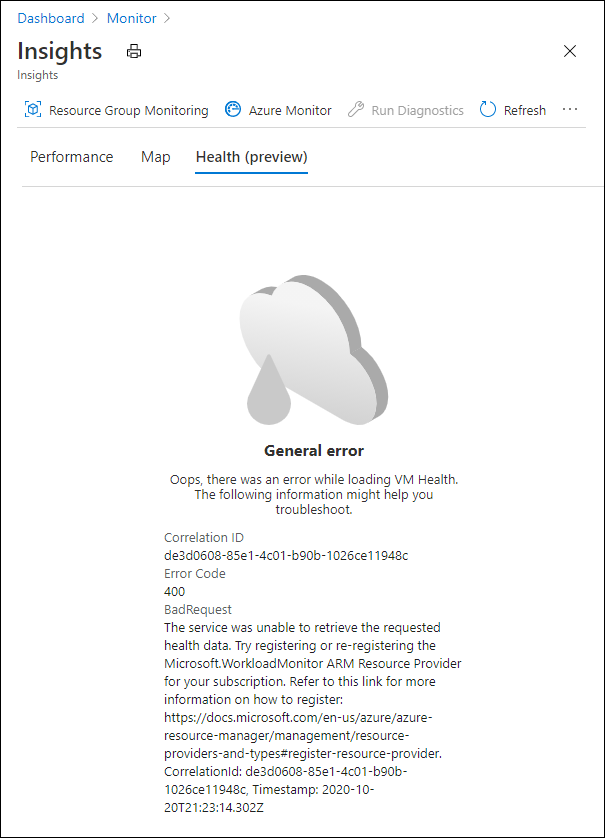 Dashboard > Monitor >
Insights
Insights
Resource Group Monitoring Azure Monitor Run Diagnostics Refresh ...
Performance Map Health (preview)
General error
Oops, there was an error while loading VM Health.
The following information might help you
troubleshoot.
Correlation ID
de3d0608-85e1-4c01-b90b-1026ce11948c
Error Code
400
BadRequest
The service was unable to retrieve the requested
health data. Try registering or re-registering the
Microsoft.WorkloadMonitor ARM Resource Provider
for your subscription. Refer to this link for more
information on how to register:
https://docs.microsoft.com/en-us/azure/azure-
resource-manager/management/resource-
providers-and-types#register-resource-provider.
CorrelationId: de3d0608-85e1-4c01-b90b-
1026ce11948c, Timestamp: 2020-10-
20T21:23:14.302Z